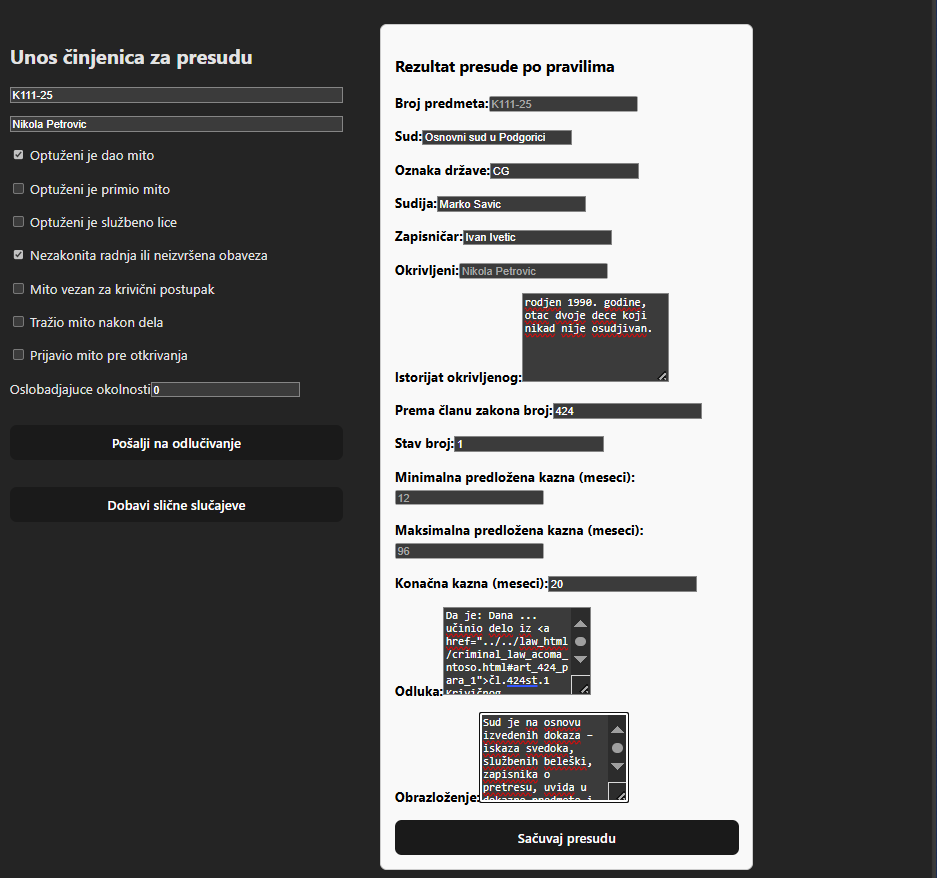 Unos činjenica za presudu
K111-25
Nikola Petrovic
Optuženi je dao mito
Optuženi je primio mito
Optuženi je službeno lice
Nezakonita radnja ili neizvršena obaveza
Mito vezan za krivični postupak
Tražio mito nakon dela
Prijavio mito pre otkrivanja
Oslobadjajuce okolnosti 0
Pošalji na odlučivanje
Dobavi slične slučajeve
Rezultat presude po pravilima
Broj predmeta: K111-25
Sud: Osnovni sud u Podgorici
Oznaka države: CG
Sudija: Marko Savic
Zapisničar: Ivan Ivetic
Okrivljeni: Nikola Petrovic
rodjen 1990. godine,
otac dvoje dece koji
nikad nije osudjivan.
Istorijat okrivljenog:
Prema članu zakona broj: 424
Stav broj: 1
Minimalna predložena kazna (meseci):
12
Maksimalna predložena kazna (meseci):
96
Konačna kazna (meseci): 20
Da je: Dana ...
učinio delo iz <a
href="../../law_html
/criminal_law_acoma_
ntoso.html#art_424_p
ara_1">čl.424st.1
Krivičnog
Odluka:
Sud je na osnovu
izvedenih dokaza –
iskaza svedoka,
službenih beleški,
zapisnika o
pretresu, uvida u
dokazne predmete i
Obrazloženje:
Sačuvaj presudu